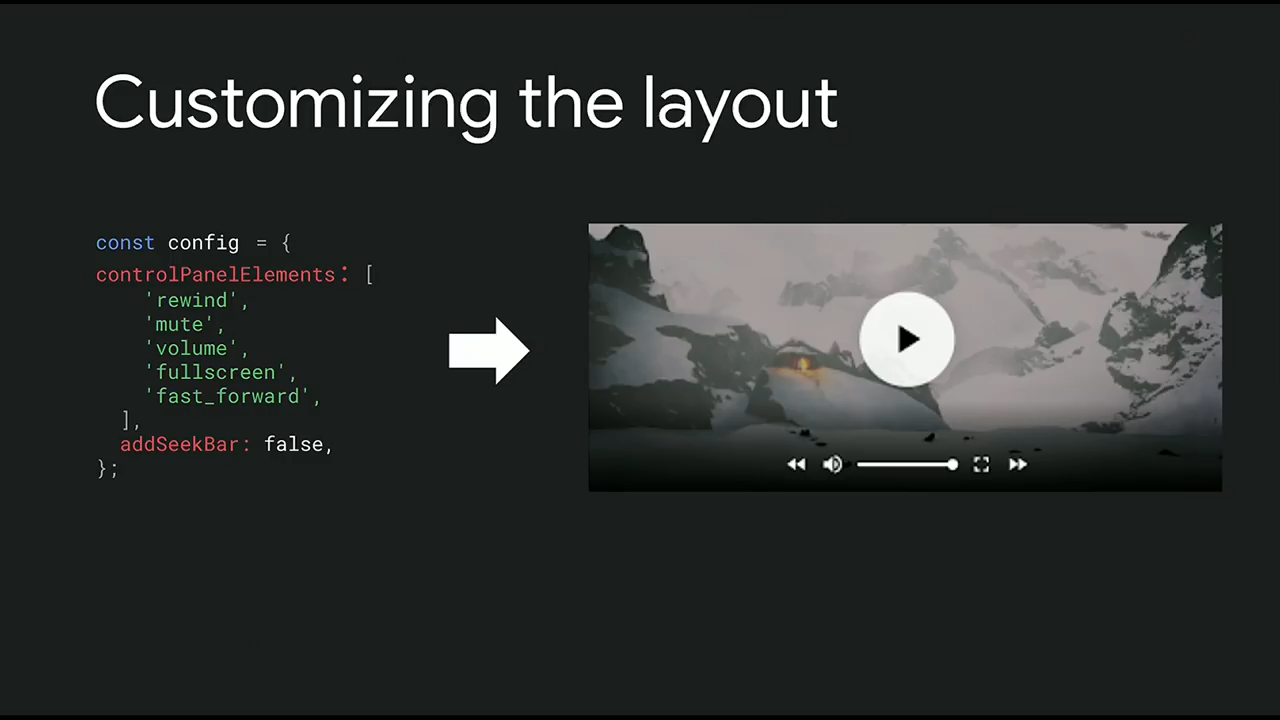 Customizing the layout
const config = {
controlPanelElements: [
'rewind',
'mute',
'volume',
'fullscreen',
'fast_forward',
],
addSeekBar: false,
};